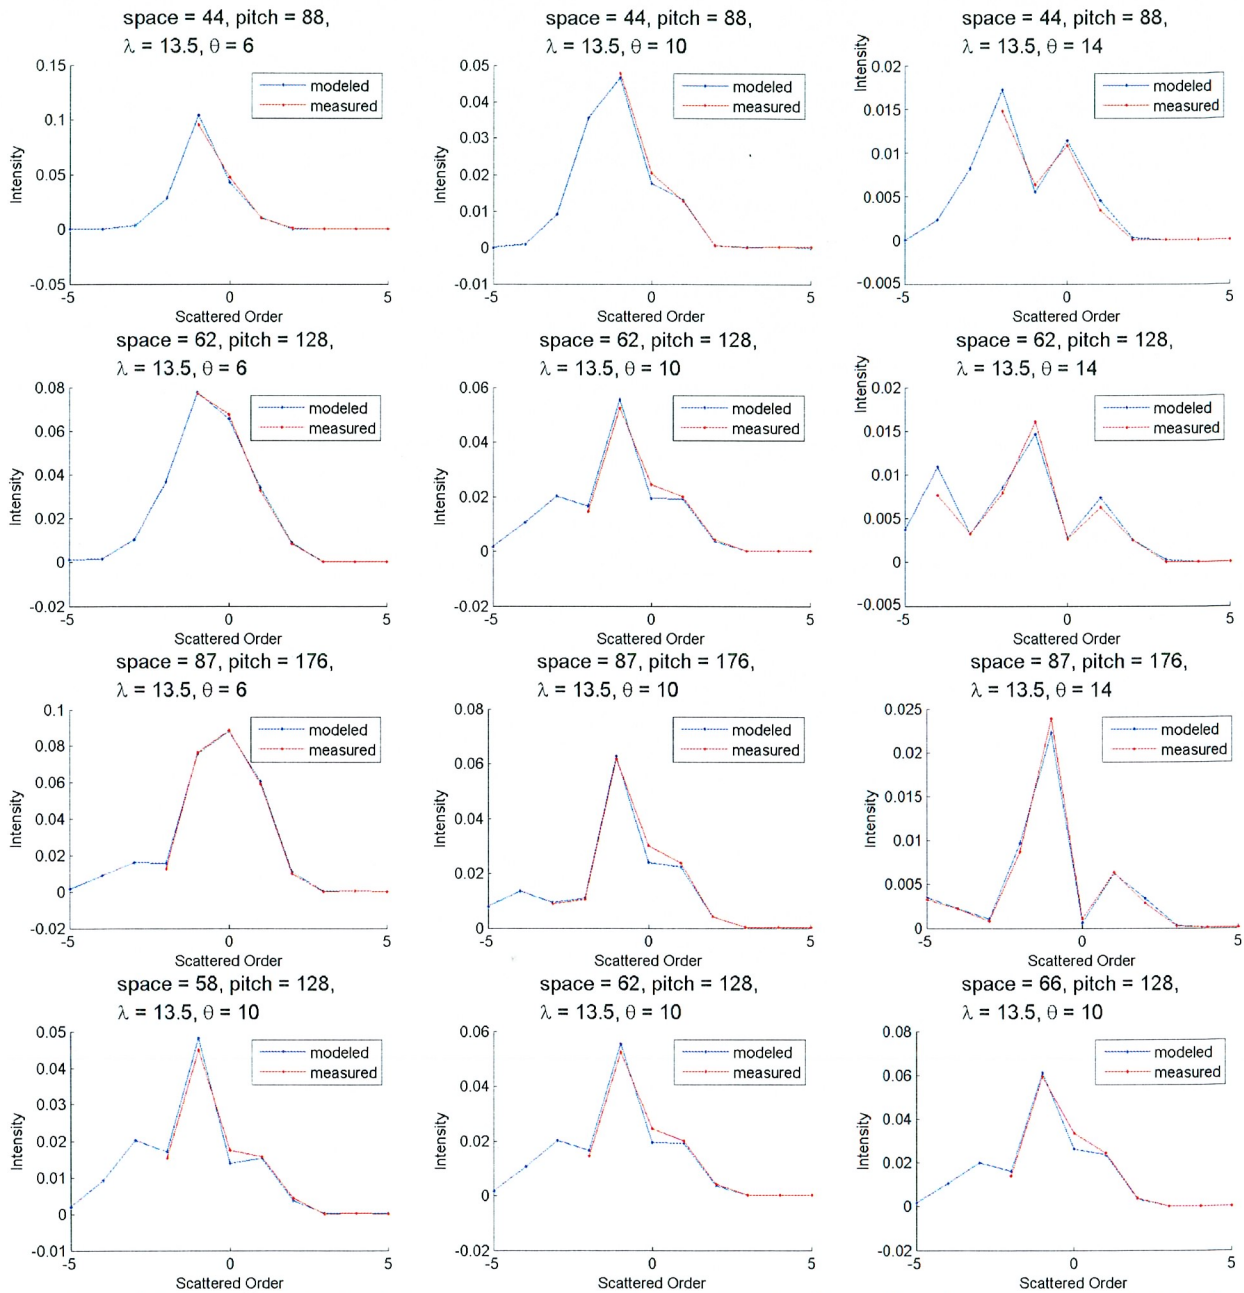 space = 44, pitch = 88,
λ = 13.5, θ = 6
0.15
0.1
0.05
0
-0.05
Intensity
modeled
measured
-5
0
5
Scattered Order
space = 44, pitch = 88,
λ = 13.5, θ = 10
0.05
0.04
0.03
0.02
0.01
0
-0.01
Intensity
modeled
measured
-5
0
5
Scattered Order
space = 44, pitch = 88,
λ = 13.5, θ = 14
0.02
0.015
0.01
0.005
0
-0.005
Intensity
modeled
measured
-5
0
5
Scattered Order
space = 62, pitch = 128,
λ = 13.5, θ = 6
0.08
0.06
0.04
0.02
0
-0.02
Intensity
modeled
measured
-5
0
5
Scattered Order
space = 62, pitch = 128,
λ = 13.5, θ = 10
0.06
0.04
0.02
0
-0.02
Intensity
modeled
measured
-5
0
5
Scattered Order
space = 62, pitch = 128,
λ = 13.5, θ = 14
0.02
0.015
0.01
0.005
0
-0.005
Intensity
modeled
measured
-5
0
5
Scattered Order
space = 87, pitch = 176,
λ = 13.5, θ = 6
0.1
0.08
0.06
0.04
0.02
0
-0.02
Intensity
modeled
measured
-5
0
5
Scattered Order
space = 87, pitch = 176,
λ = 13.5, θ = 10
0.08
0.06
0.04
0.02
0
Intensity
modeled
measured
-5
0
5
Scattered Order
space = 87, pitch = 176,
λ = 13.5, θ = 14
0.025
0.02
0.015
0.01
0.005
0
Intensity
modeled
measured
-5
0
5
Scattered Order
space = 58, pitch = 128,
λ = 13.5, θ = 10
0.05
0.04
0.03
0.02
0.01
0
-0.01
Intensity
modeled
measured
-5
0
5
Scattered Order
space = 62, pitch = 128,
λ = 13.5, θ = 10
0.06
0.04
0.02
0
-0.02
Intensity
modeled
measured
-5
0
5
Scattered Order
space = 66, pitch = 128,
λ = 13.5, θ = 10
0.08
0.06
0.04
0.02
0
-0.02
Intensity
modeled
measured
-5
0
5
Scattered Order